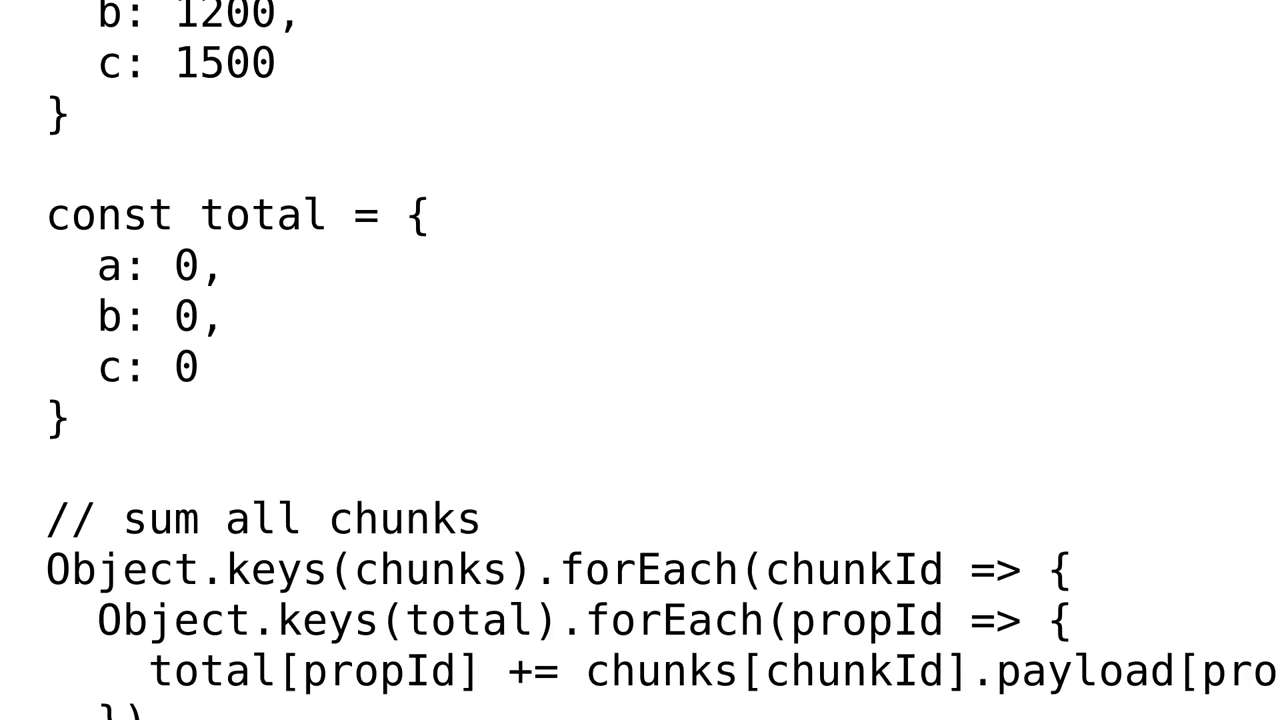 b: 1200,
c: 1500
}
const total = {
a: 0,
b: 0,
c: 0
}
// sum all chunks
Object.keys(chunks).forEach(chunkId => {
Object.keys(total).forEach(propId => {
total[propId] += chunks[chunkId].payload[pro
})